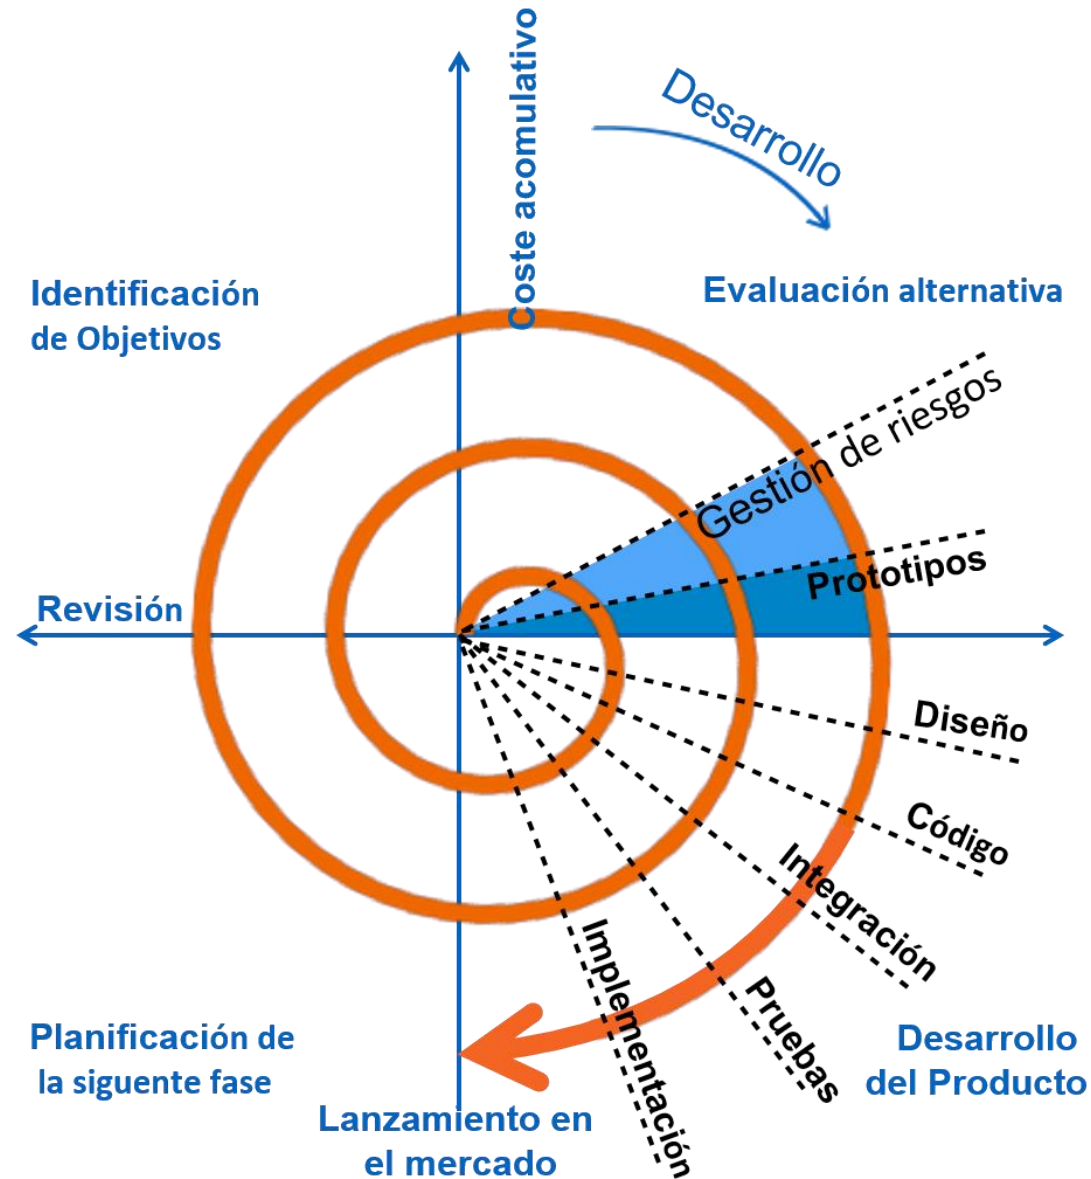 Coste acomulativo
Desarrollo
Identificación
de Objetivos
Evaluación alternativa
Gestión de riesgos
Prototipos
Revisión
Diseño
Código
Integración
Pruebas
Implementación
Planificación de
la siguente fase
Desarrollo
del Producto
Lanzamiento en
el mercado